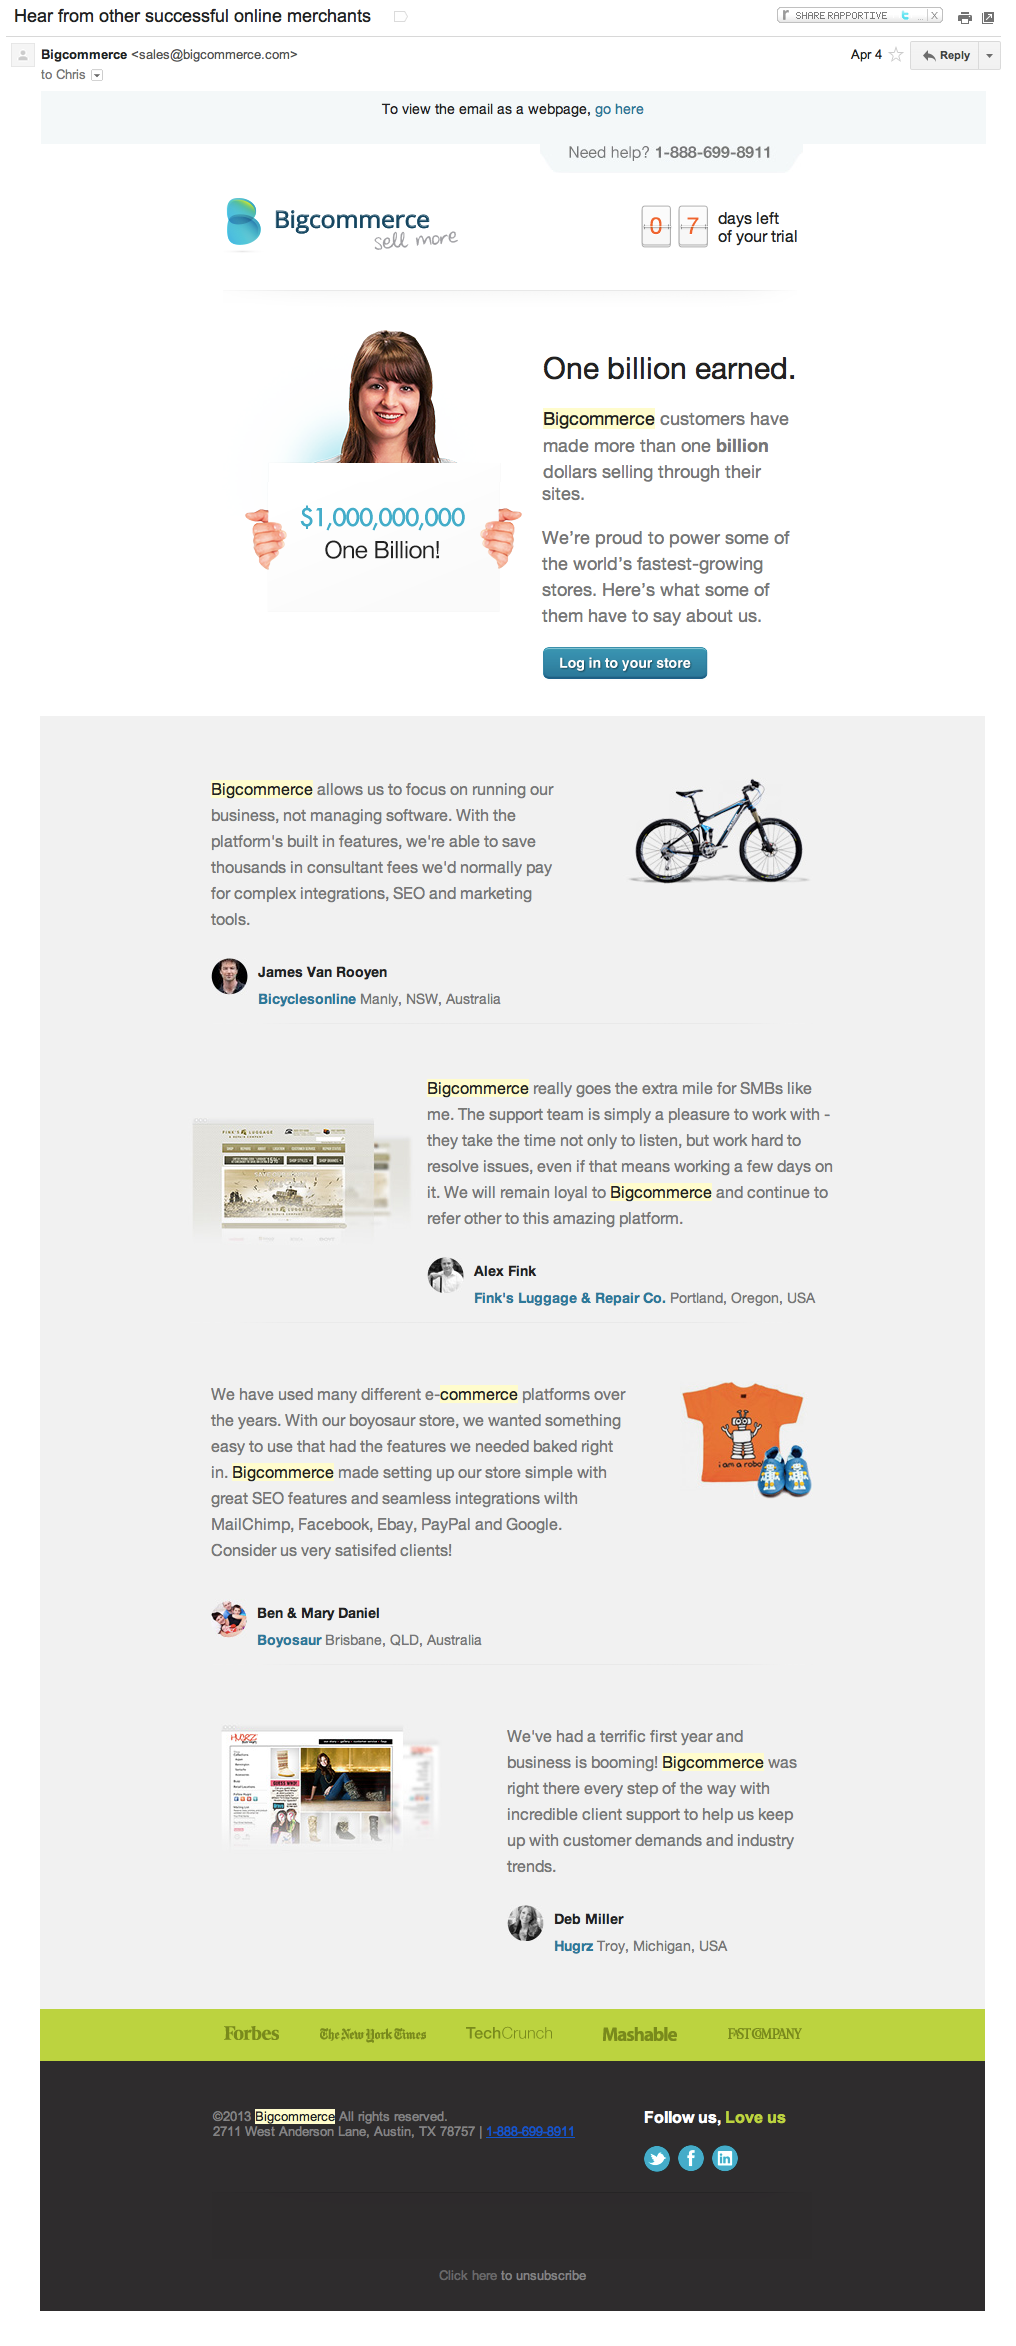 Hear from other successful online merchants
SHARE RAPPORTIVE
X
Bigcommerce <sales@bigcommerce.com>
Apr 4
Reply
to Chris
To view the email as a webpage, go here
Need help? 1-888-699-8911
Bigcommerce
sell more
0 7
days left
of your trial
One billion earned.
Bigcommerce customers have
made more than one billion
dollars selling through their
sites.
$1,000,000,000
One Billion!
We're proud to power some of
the world's fastest-growing
stores. Here's what some of
them have to say about us.
Log in to your store
Bigcommerce allows us to focus on running our
business, not managing software. With the
platform's built in features, we're able to save
thousands in consultant fees we'd normally pay
for complex integrations, SEO and marketing
tools.
James Van Rooyen
Bicyclesonline Manly, NSW, Australia
Bigcommerce really goes the extra mile for SMBs like
me. The support team is simply a pleasure to work with -
they take the time not only to listen, but work hard to
resolve issues, even if that means working a few days on
it. We will remain loyal to Bigcommerce and continue to
refer other to this amazing platform.
FINK'S LUGGAGE
& REPAIR COMPANY
15%
FINK'S LUGGAGE
Alex Fink
Fink's Luggage & Repair Co. Portland, Oregon, USA
We have used many different e-commerce platforms over
the years. With our boyosaur store, we wanted something
easy to use that had the features we needed baked right
in. Bigcommerce made setting up our store simple with
great SEO features and seamless integrations wilth
MailChimp, Facebook, Ebay, PayPal and Google.
Consider us very satisifed clients!
i am a robot
Ben & Mary Daniel
Boyosaur Brisbane, QLD, Australia
We've had a terrific first year and
business is booming! Bigcommerce was
right there every step of the way with
incredible client support to help us keep
up with customer demands and industry
trends.
HUGRZ
GUESS WHO!
Deb Miller
Hugrz Troy, Michigan, USA
Forbes
The New York Times
TechCrunch
Mashable
FAST COMPANY
©2013 Bigcommerce All rights reserved.
2711 West Anderson Lane, Austin, TX 78757 | 1-888-699-8911
Follow us, Love us
Click here to unsubscribe